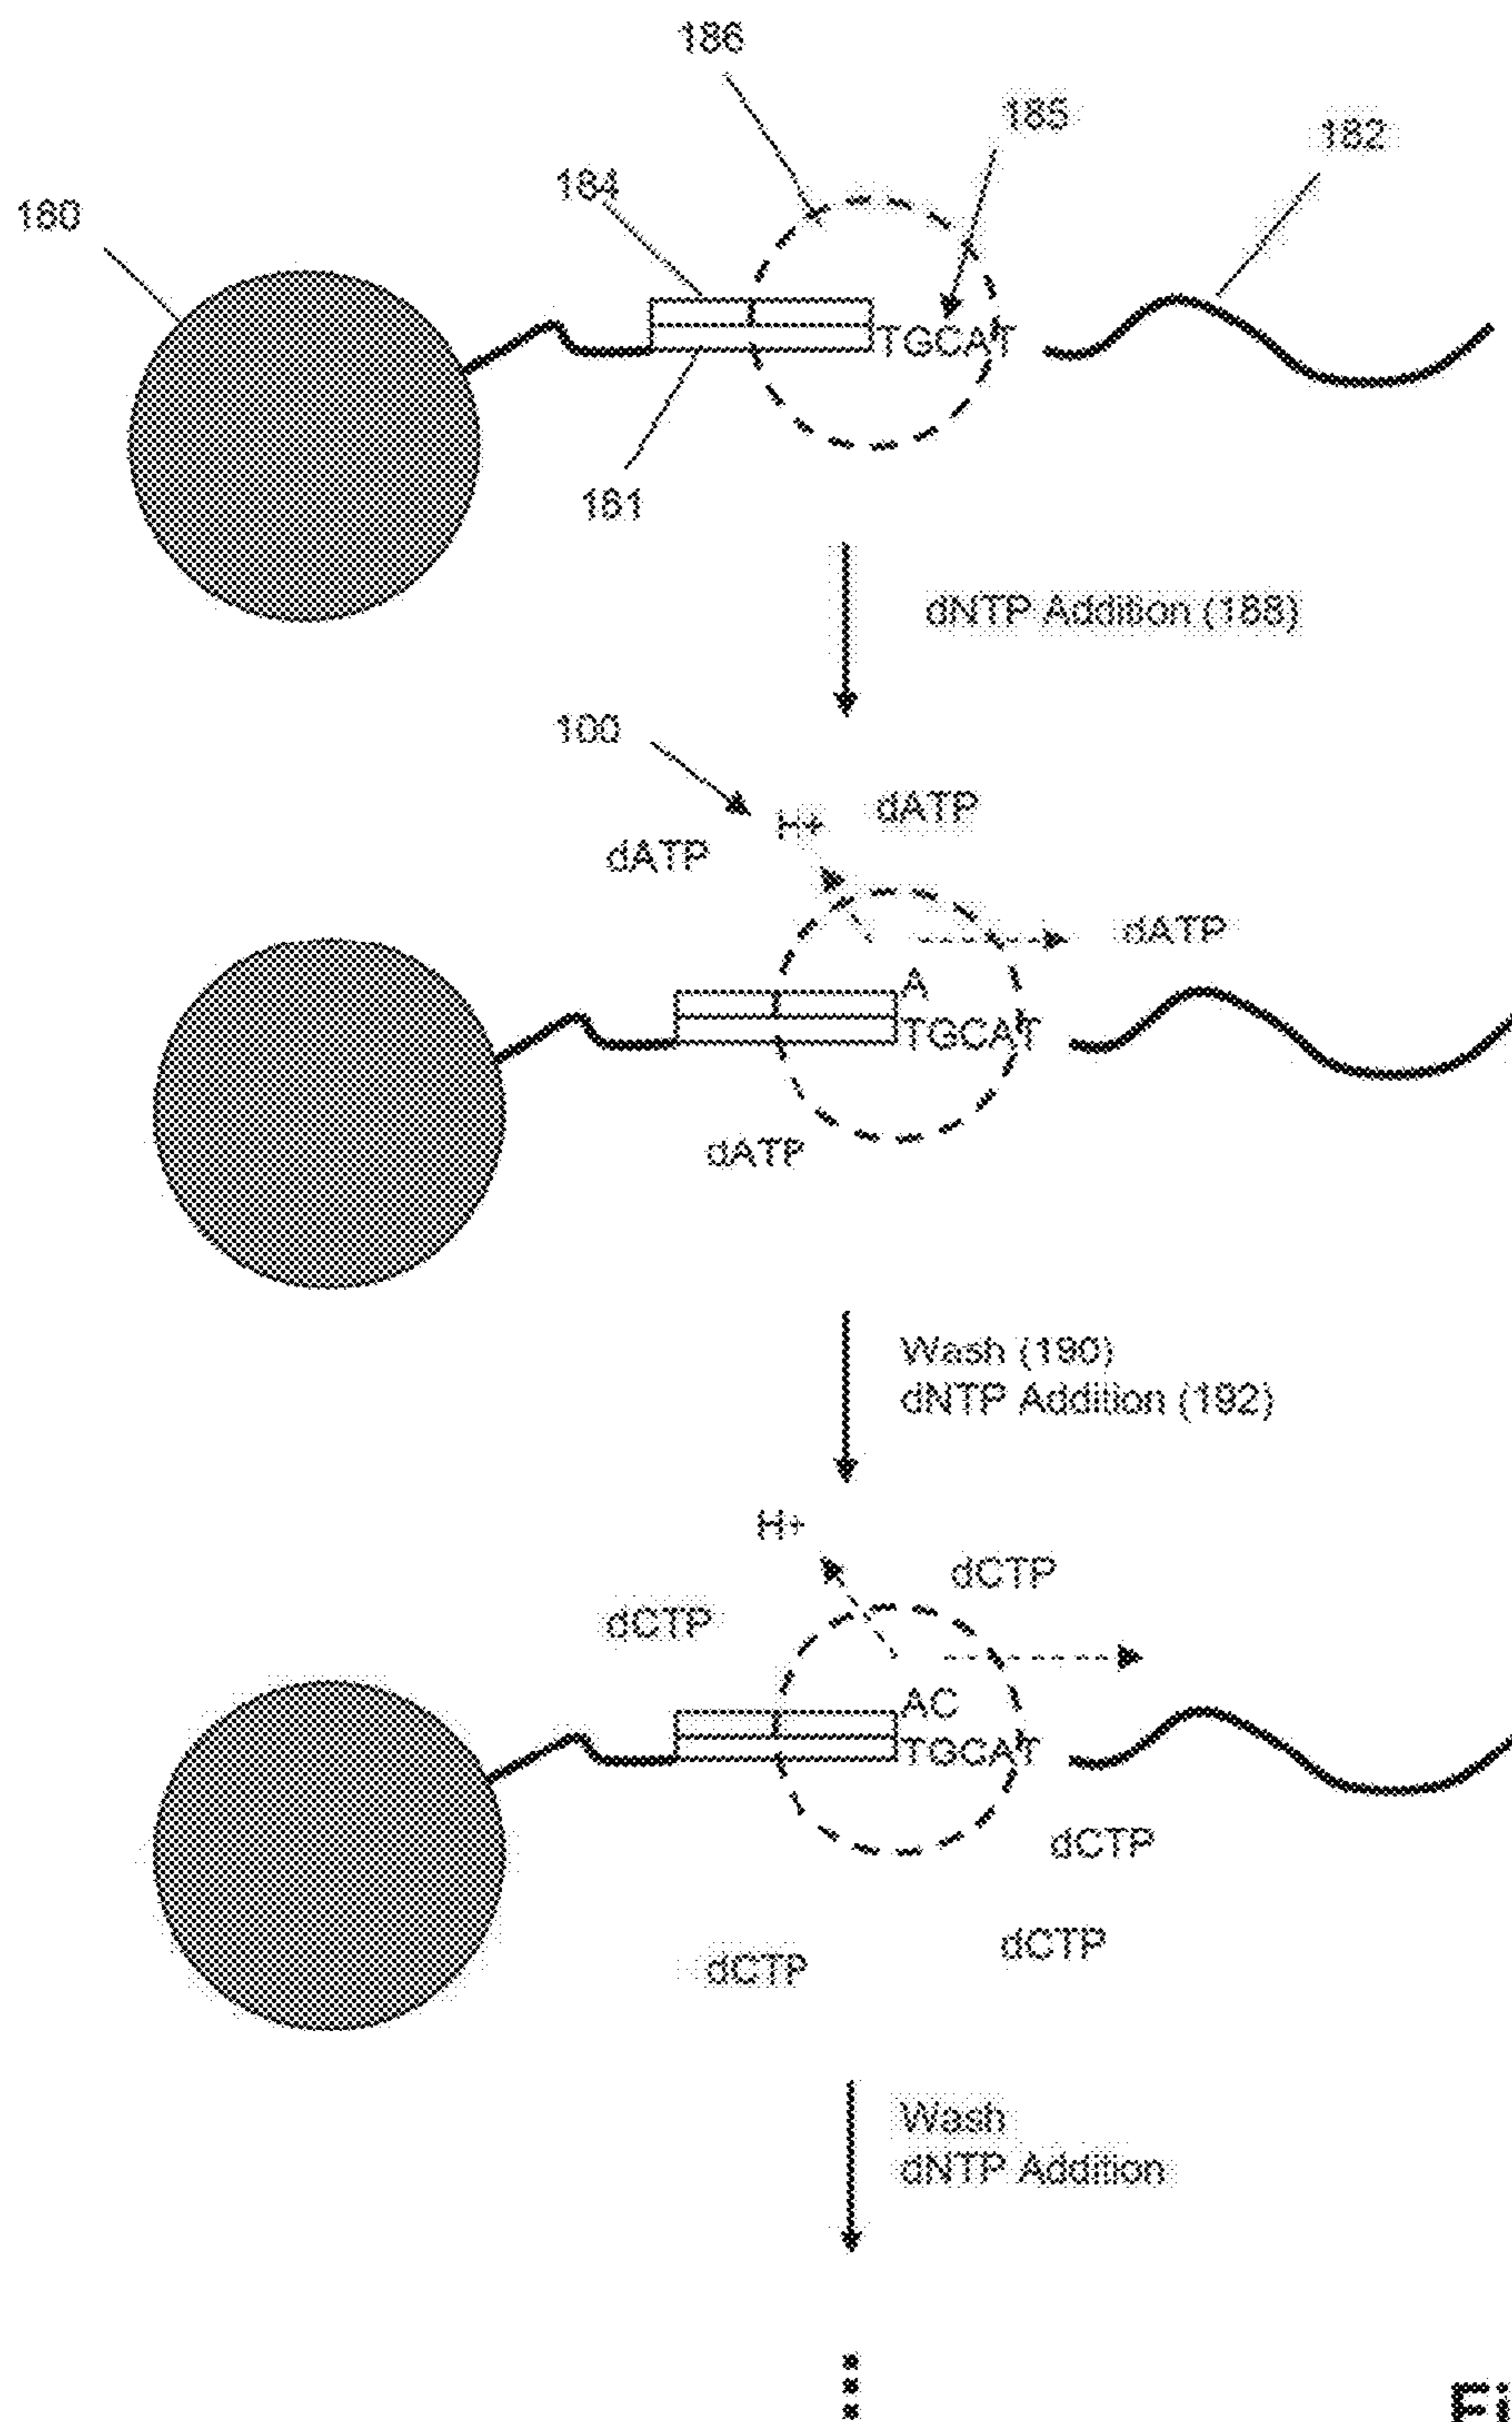 186
185
182
184
180
TGCAT
181
dNTP Addition (188)
100
dATP
H+
dATP
dATP
A
TGCAT
dATP
Wash (190)
dNTP Addition (192)
H+
dCTP
dCTP
AC
TGCAT
dCTP
dCTP
dCTP
Wash
dNTP Addition